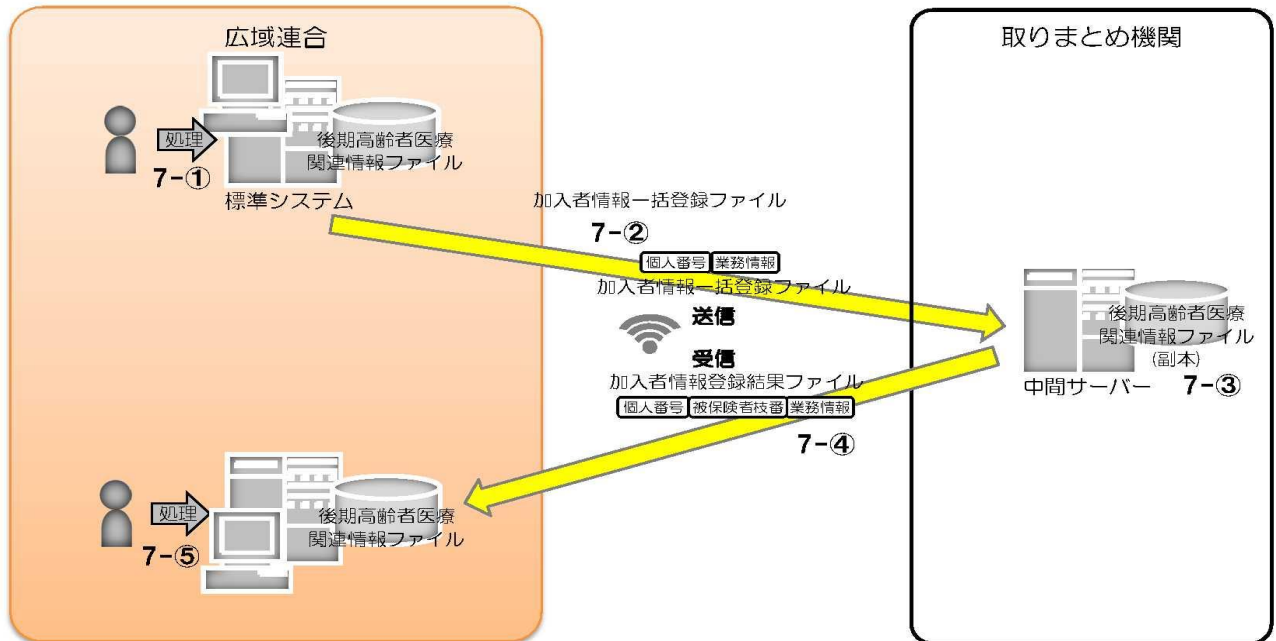 広域連合
処理
7-①
後期高齢者医療
関連情報ファイル
標準システム
加入者情報一括登録ファイル
7-②
個人番号 業務情報
加入者情報一括登録ファイル
送信
受信
加入者情報登録結果ファイル
個人番号 被保険者枝番 業務情報
7-④
取りまとめ機関
後期高齢者医療
関連情報ファイル
(副本)
中間サーバー
7-③
処理
7-⑤
後期高齢者医療
関連情報ファイル